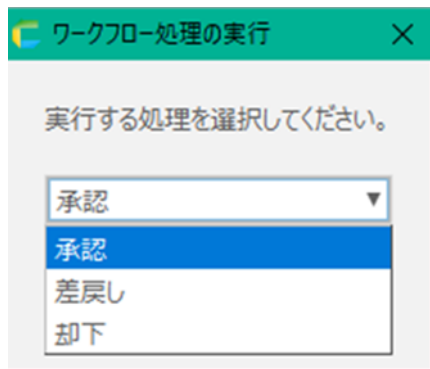 ワークフロー処理の実行
実行する処理を選択してください。
承認
承認
差戻し
却下